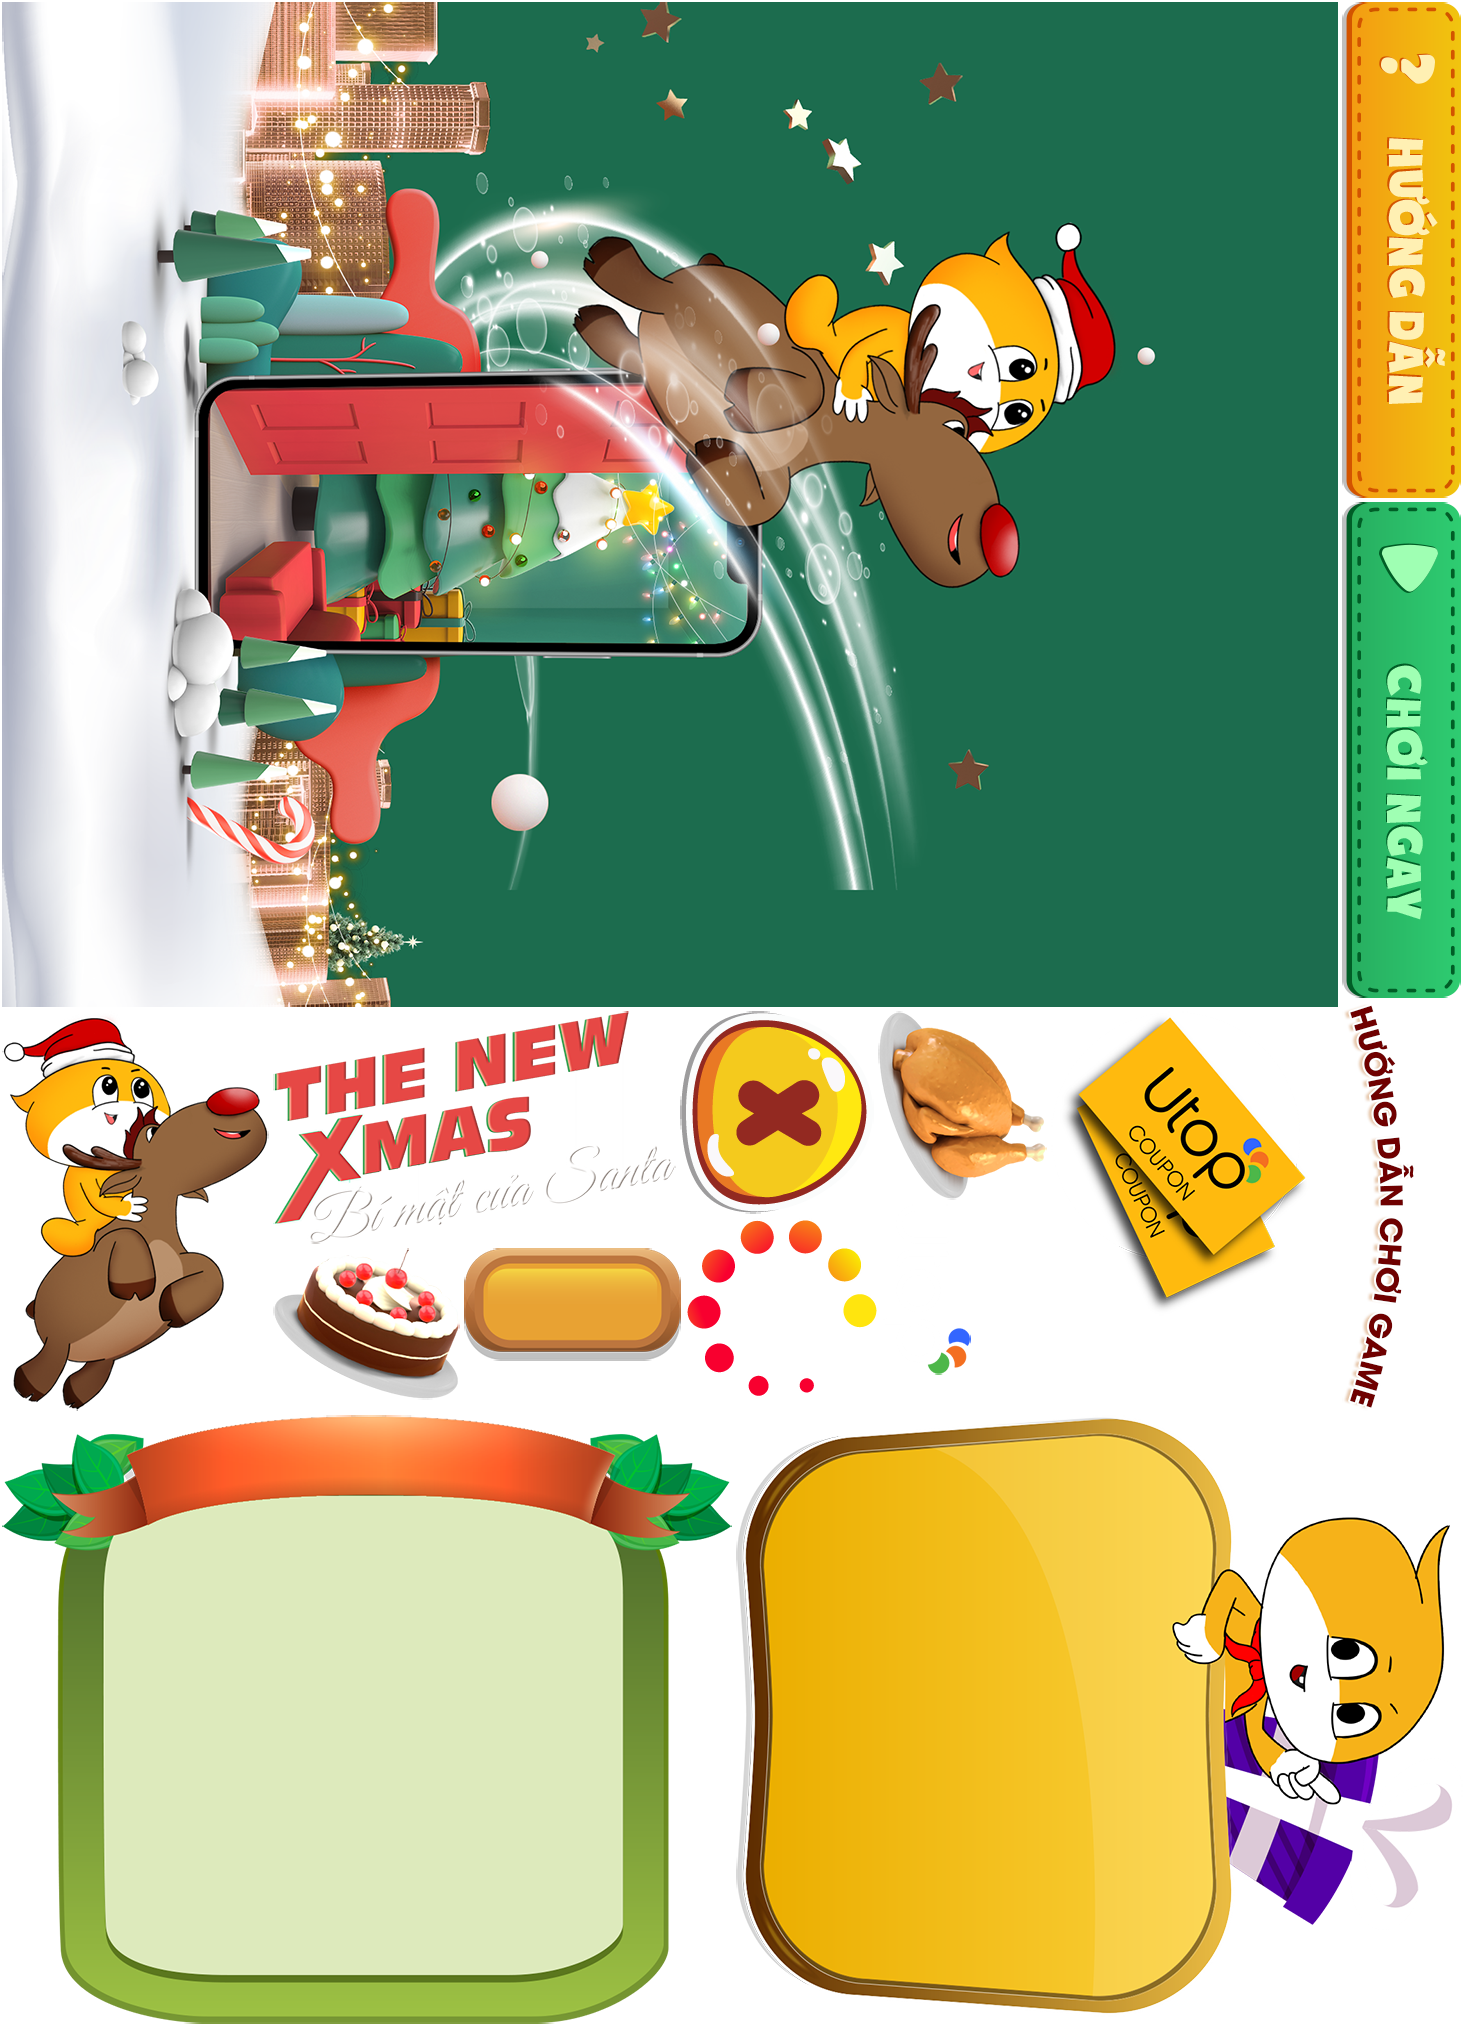 ? HƯỚNG DẪN
CHƠI NGAY
THE NEW
XMAS
Bí mật của Santa
Utop
COUPON
COUPON
HƯỚNG DẪN CHƠI GAME